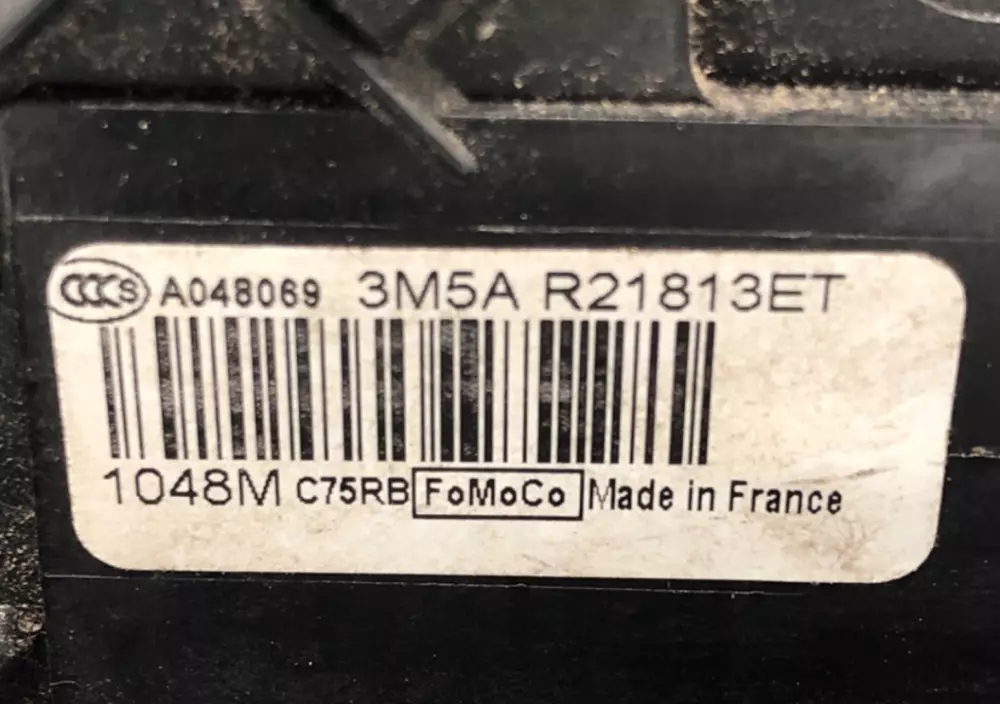 CCCS A048069 3M5A R21813ET
1048M C75RB FoMoCo Made in France